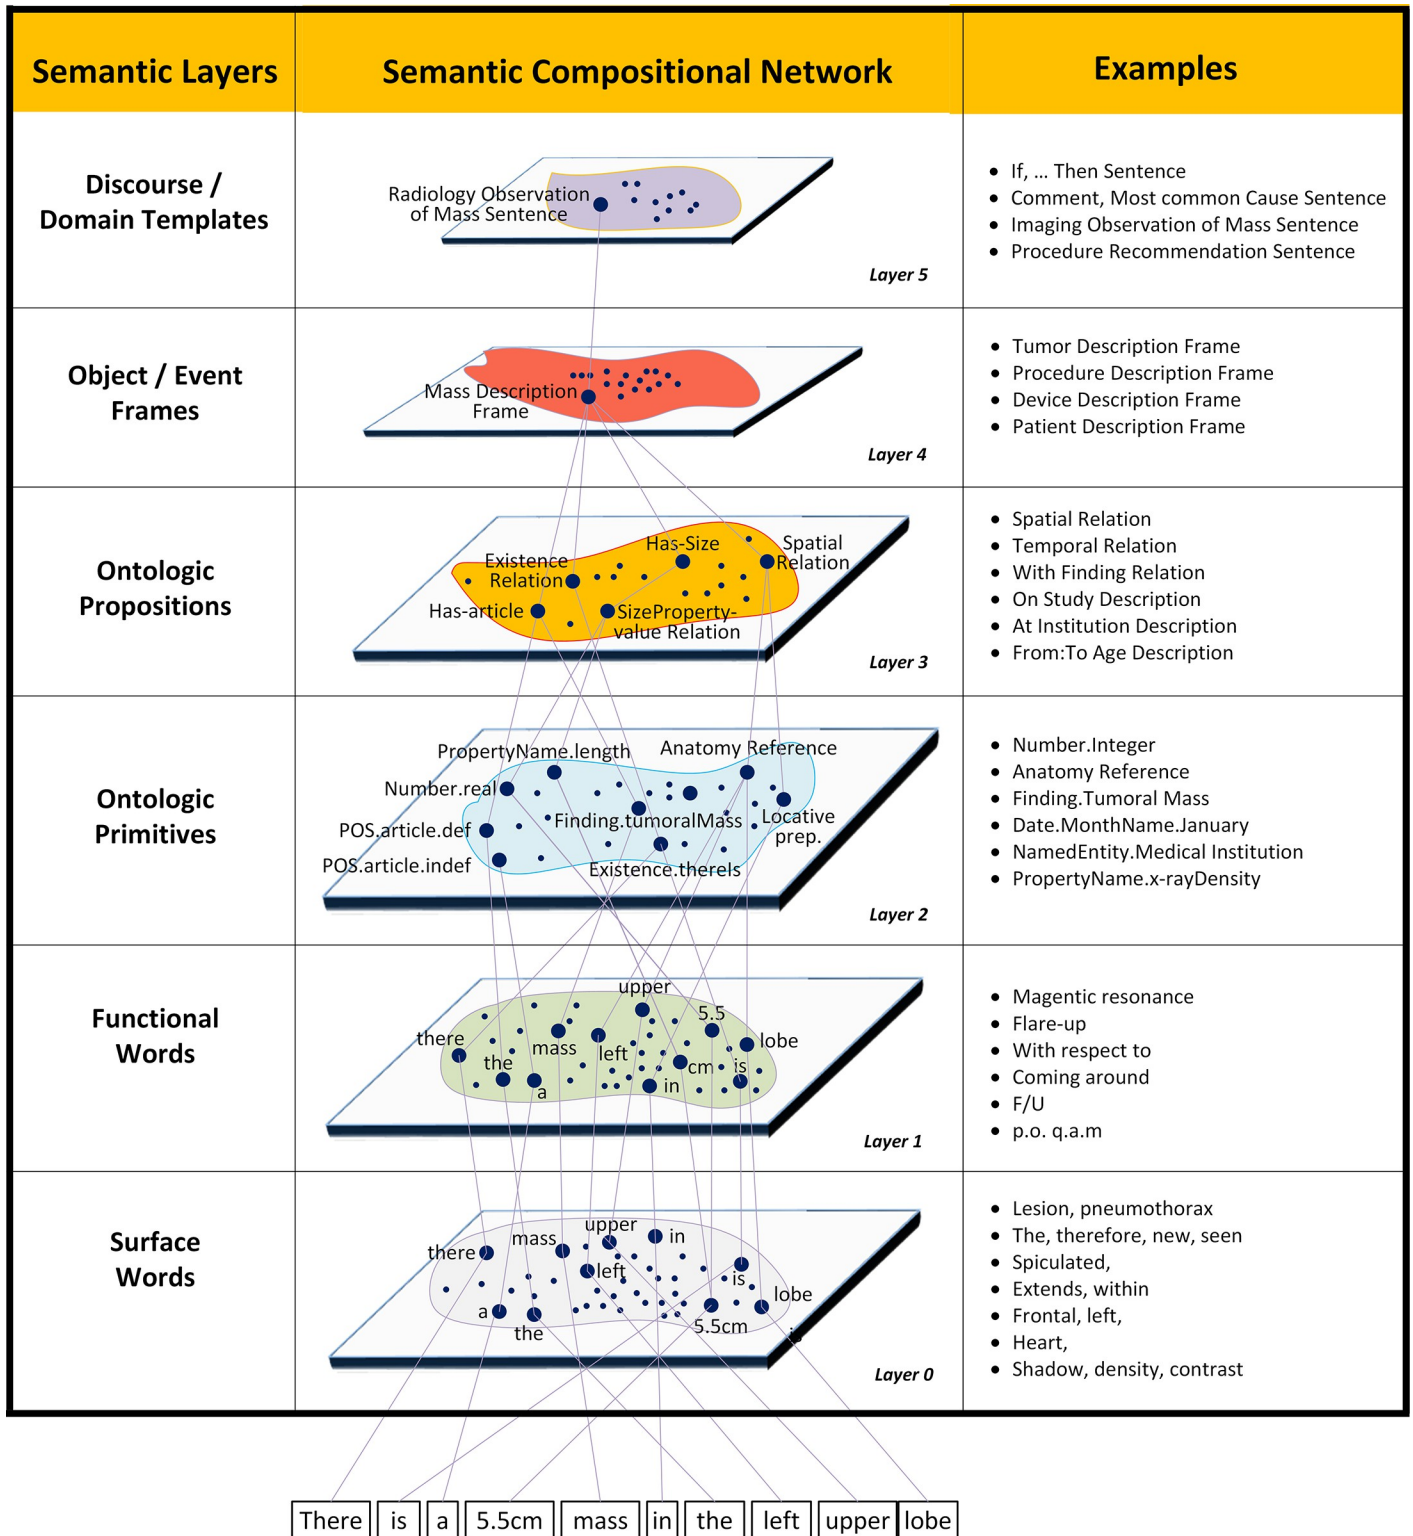 Semantic Layers
Semantic Compositional Network
Examples
Discourse /
Domain Templates
Radiology Observation
of Mass Sentence
Layer 5
If, ... Then Sentence
Comment, Most common Cause Sentence
Imaging Observation of Mass Sentence
Procedure Recommendation Sentence
Object / Event
Frames
Mass Description
Frame
Layer 4
Tumor Description Frame
Procedure Description Frame
Device Description Frame
Patient Description Frame
Ontologic
Propositions
Has-Size
Spatial
Relation
Existence
Relation
Has-article
SizeProperty-
value Relation
Layer 3
Spatial Relation
Temporal Relation
With Finding Relation
On Study Description
At Institution Description
From:To Age Description
Ontologic
Primitives
PropertyName.length
Anatomy Reference
Number.real
Finding.tumoralMass
Locative
prep.
POS.article.def
POS.article.indef
Existence.thereIs
Layer 2
Number.Integer
Anatomy Reference
Finding.Tumoral Mass
Date.MonthName.January
NamedEntity.Medical Institution
PropertyName.x-rayDensity
Functional
Words
upper
5.5
there
mass
left
lobe
the
cm
is
a
in
Layer 1
Magentic resonance
Flare-up
With respect to
Coming around
F/U
p.o. q.a.m
Surface
Words
upper
in
mass
there
left
is
lobe
a
the
5.5cm
is
Layer 0
Lesion, pneumothorax
The, therefore, new, seen
Spiculated,
Extends, within
Frontal, left,
Heart,
Shadow, density, contrast
There is a 5.5cm mass in the left upper lobe